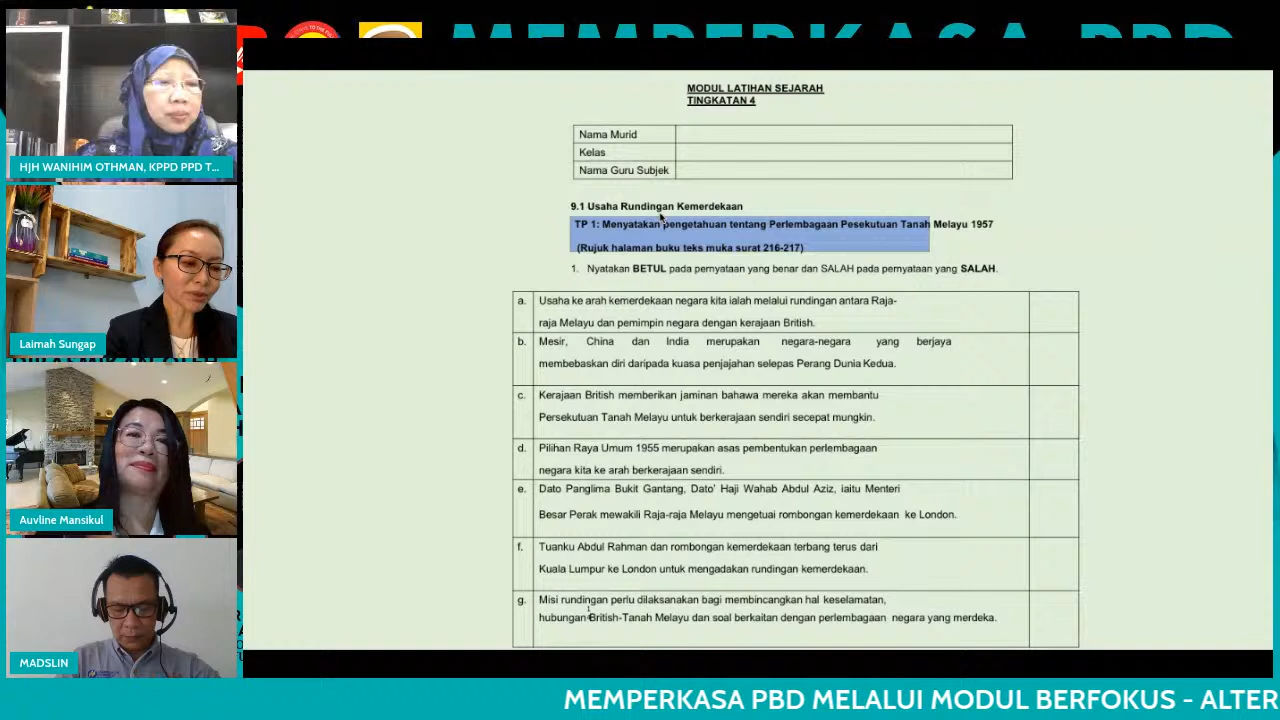 MEMPERKASA PBD
HJH WANIHIM OTHMAN, KPPD PPD T...
Laimah Sungap
Auvline Mansikul
MADSLIN
MODUL LATIHAN SEJARAH
TINGKATAN 4
Nama Murid
Kelas
Nama Guru Subjek
9.1 Usaha Rundingan Kemerdekaan
TP 1: Menyatakan pengetahuan tentang Perlembagaan Pesekutuan Tanah Melayu 1957
(Rujuk halaman buku teks muka surat 216-217)
1. Nyatakan BETUL pada pernyataan yang benar dan SALAH pada pernyataan yang SALAH.
a. Usaha ke arah kemerdekaan negara kita ialah melalui rundingan antara Raja-
raja Melayu dan pemimpin negara dengan kerajaan British.
b. Mesir, China dan India merupakan negara-negara yang berjaya
membebaskan diri daripada kuasa penjajahan selepas Perang Dunia Kedua.
c. Kerajaan British memberikan jaminan bahawa mereka akan membantu
Persekutuan Tanah Melayu untuk berkerajaan sendiri secepat mungkin.
d. Pilihan Raya Umum 1955 merupakan asas pembentukan perlembagaan
negara kita ke arah berkerajaan sendiri.
e. Dato Panglima Bukit Gantang, Dato' Haji Wahab Abdul Aziz, iaitu Menteri
Besar Perak mewakili Raja-raja Melayu mengetuai rombongan kemerdekaan ke London.
f. Tuanku Abdul Rahman dan rombongan kemerdekaan terbang terus dari
Kuala Lumpur ke London untuk mengadakan rundingan kemerdekaan.
g. Misi rundingan perlu dilaksanakan bagi membincangkan hal keselamatan,
1
hubungan British-Tanah Melayu dan soal berkaitan dengan perlembagaan negara yang merdeka.
MEMPERKASA PBD MELALUI MODUL BERFOKUS - ALTER